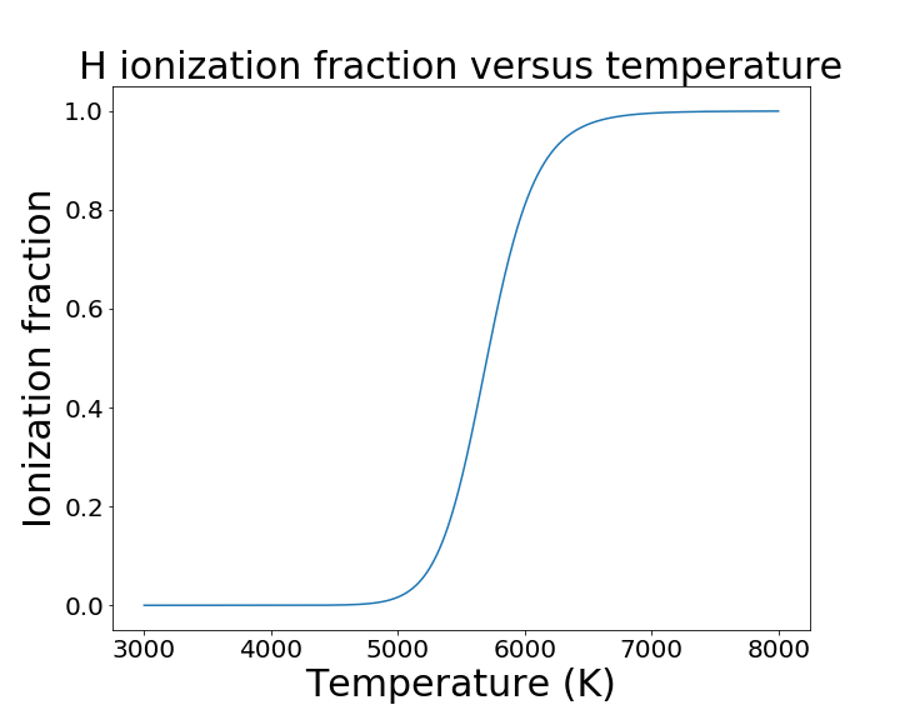 H ionization fraction versus temperature
Ionization fraction
1.0
0.8
0.6
0.4
0.2
0.0
3000 4000 5000 6000 7000 8000
Temperature (K)